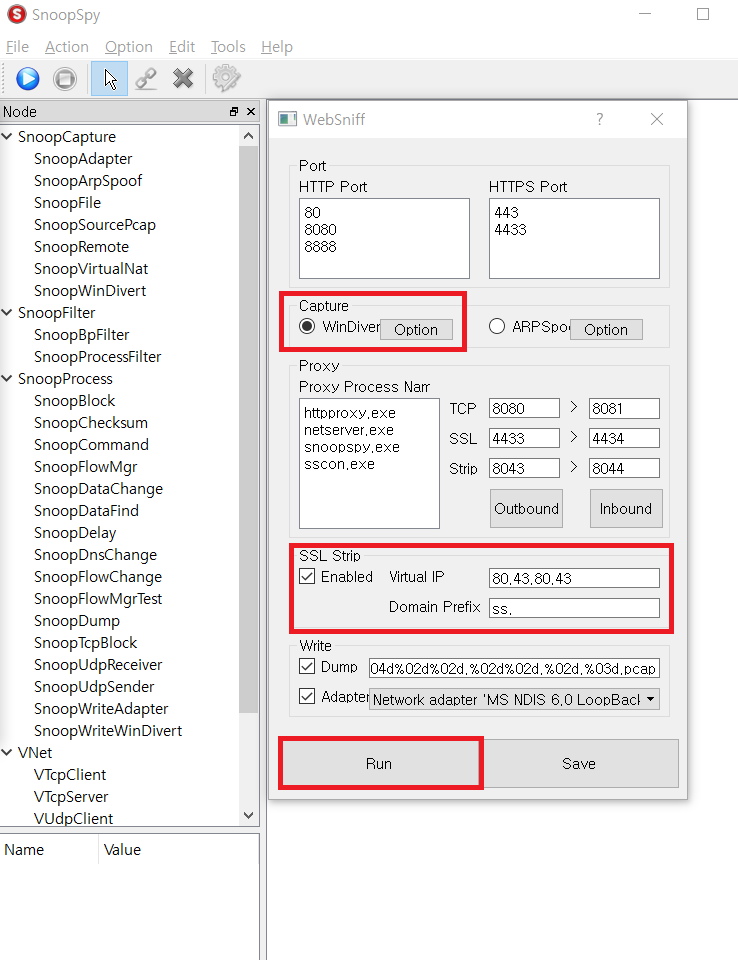 S SnoopSpy
File Action Option Edit Tools Help
Node
SnoopCapture
SnoopAdapter
SnoopArpSpoof
SnoopFile
SnoopSourcePcap
SnoopRemote
SnoopVirtualNat
SnoopWinDivert
SnoopFilter
SnoopBpFilter
SnoopProcessFilter
SnoopProcess
SnoopBlock
SnoopChecksum
SnoopCommand
SnoopFlowMgr
SnoopDataChange
SnoopDataFind
SnoopDelay
SnoopDnsChange
SnoopFlowChange
SnoopFlowMgrTest
SnoopDump
SnoopTcpBlock
SnoopUdpReceiver
SnoopUdpSender
SnoopWriteAdapter
SnoopWriteWinDivert
VNet
VTcpClient
VTcpServer
VUdpClient
Name Value
WebSniff ?
Port
HTTP Port HTTPS Port
80 443
8080 4433
8888
Capture
WinDiver Option ARPSpoo Option
Proxy
Proxy Process Nam
httpproxy.exe
netserver.exe
snoopspy.exe
sscon.exe
TCP 8080 > 8081
SSL 4433 > 4434
Strip 8043 > 8044
Outbound Inbound
SSL Strip
Enabled Virtual IP 80.43.80.43
Domain Prefix ss.
Write
Dump 04d%02d%02d.%02d%02d.%02d.%03d.pcap
Adapter Network adapter 'MS NDIS 6.0 LoopBack
Run Save